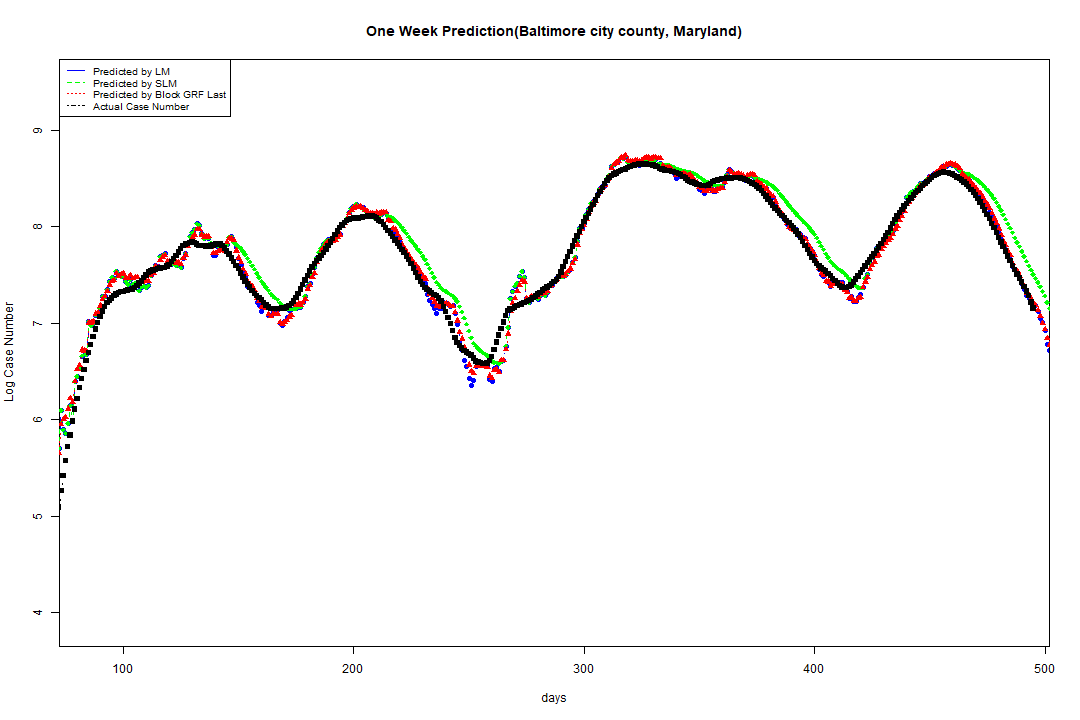 One Week Prediction(Baltimore city county, Maryland)
Predicted by LM
Predicted by SLM
Predicted by Block GRF Last
Actual Case Number
9
8
7
6
5
4
Log Case Number
100 200 300 400 500
days